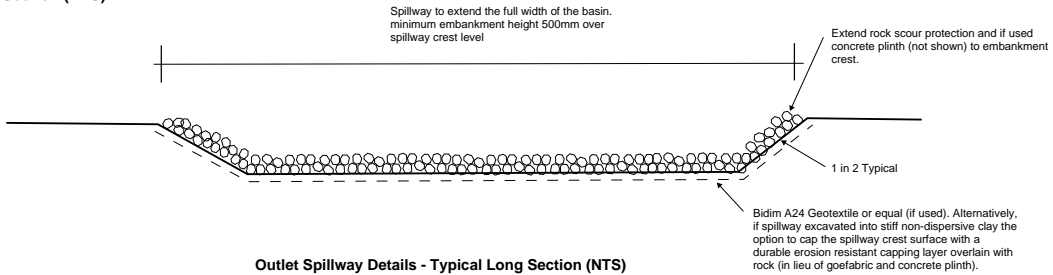 Spillway to extend the full width of the basin.
minimum embankment height 500mm over
spillway crest level
Extend rock scour protection and if used
concrete plinth (not shown) to embankment
crest.
1 in 2 Typical
Bidim A24 Geotextile or equal (if used). Alternatively,
if spillway excavated into stiff non-dispersive clay the
option to cap the spillway crest surface with a
durable erosion resistant capping layer overlain with
rock (in lieu of goefabric and concrete plinth).
Outlet Spillway Details - Typical Long Section (NTS)